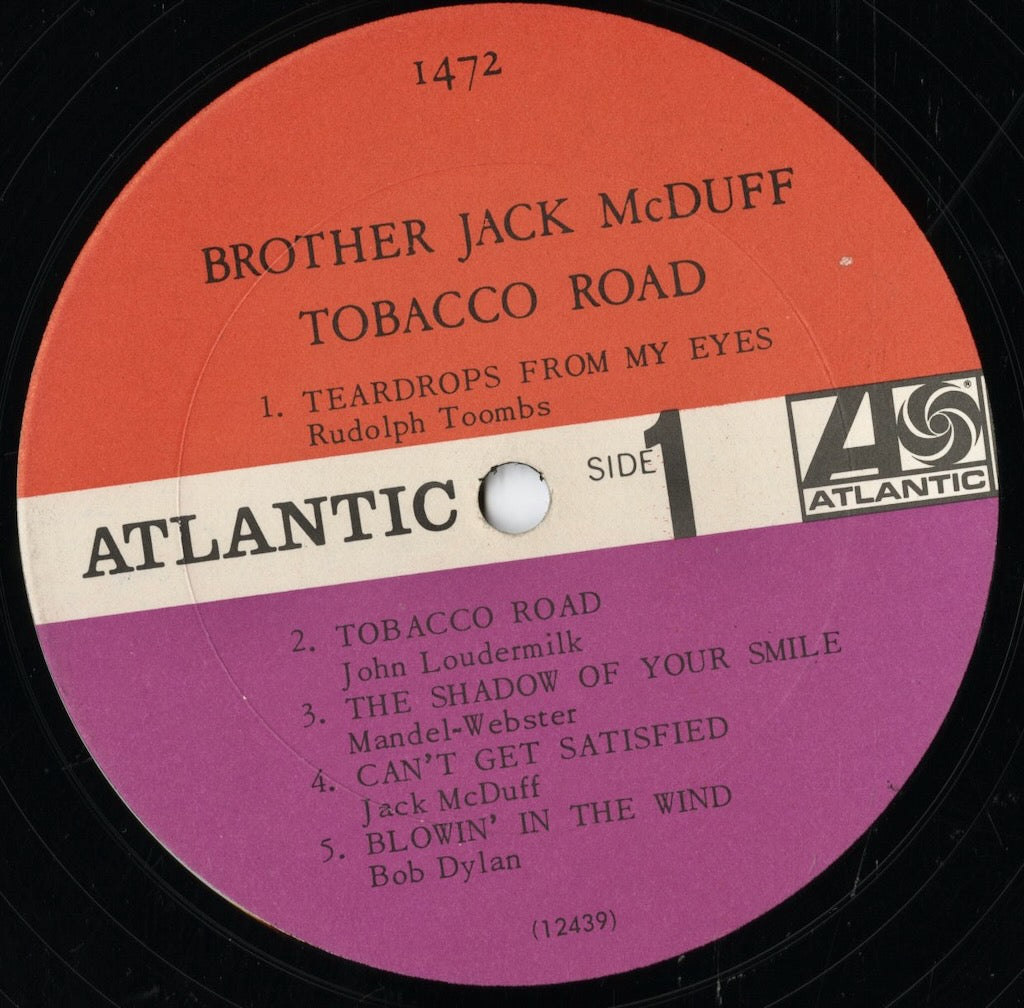 1472
BROTHER JACK McDUFF
TOBACCO ROAD
1. TEARDROPS FROM MY EYES
Rudolph Toombs
ATLANTIC
SIDE 1
A ®
ATLANTIC
2. TOBACCO ROAD
John Loudermilk
3. THE SHADOW OF YOUR SMILE
Mandel-Webster
4. CAN'T GET SATISFIED
Jack McDuff
5. BLOWIN' IN THE WIND
Bob Dylan
(12439)